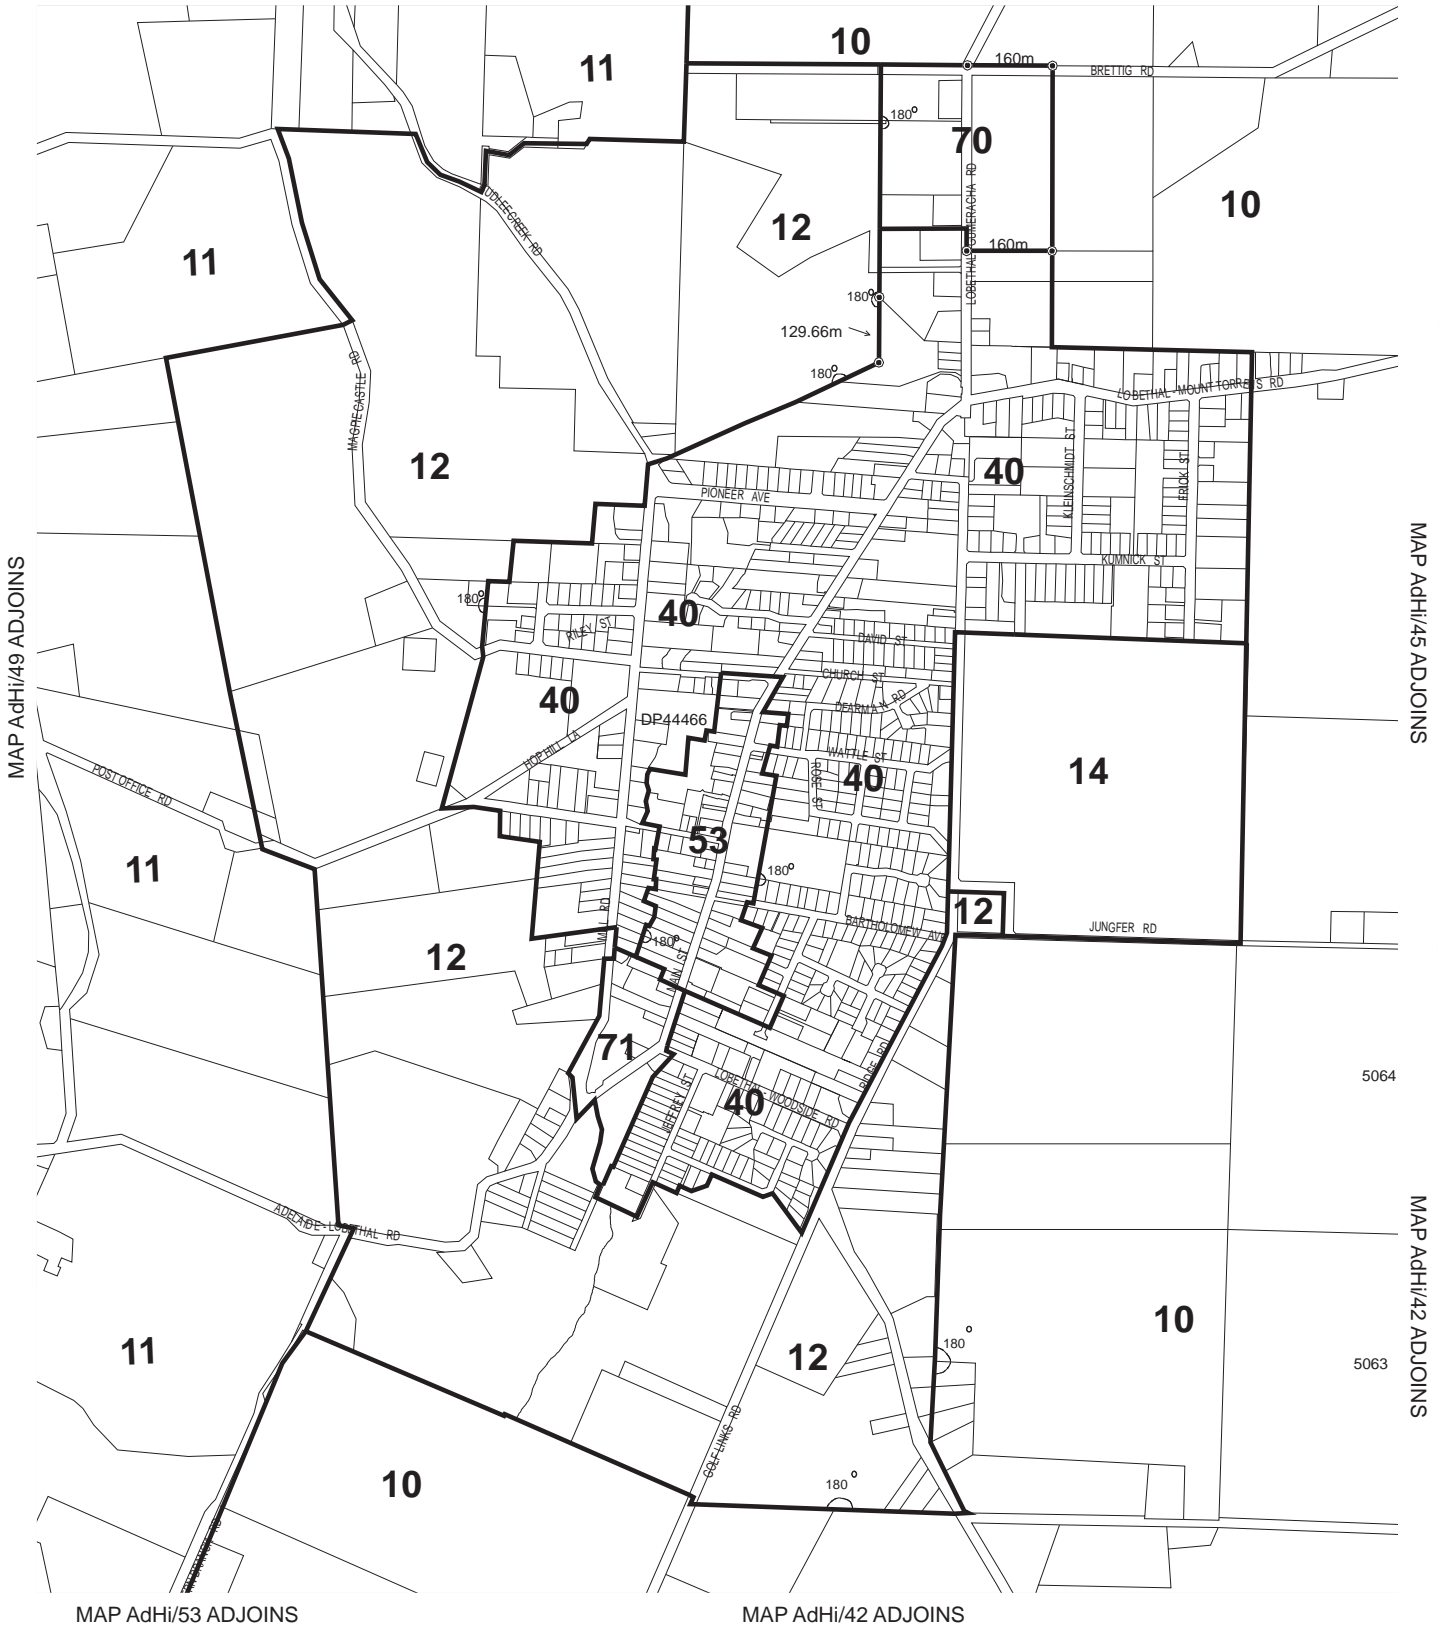 10
11
160m
BRETTIG RD
180°
70
LOBETHAL-GUMERACHA RD
10
12
UDLEE CREEK RD
11
160m
180°
129.66m
180°
MAGPIE CASTLE RD
LOBETHAL - MOUNT TORRENS RD
12
40
PIONEER AVE
KLEINSCHMIDT ST
FRICK ST
KUMNICK ST
MAP AdHi/49 ADJOINS
MAP AdHi/45 ADJOINS
180°
40
RILEY ST
DAVID ST
CHURCH ST
DEARMAN RD
40
DP44466
HOP HILL LA
WATTLE ST
40
ROSE ST
14
POST OFFICE RD
53
11
180°
12
BARTHOLOMEW AVE
JUNGFER RD
MILL RD
180°
MAIN ST
12
71
RIDGE RD
5064
LOBETHAL - WOODSIDE RD
40
JEFFREY ST
ADELAIDE - LOBETHAL RD
MAP AdHi/42 ADJOINS
10
11
12
180°
5063
GOLF LINKS RD
10
180°
MAP AdHi/53 ADJOINS
MAP AdHi/42 ADJOINS